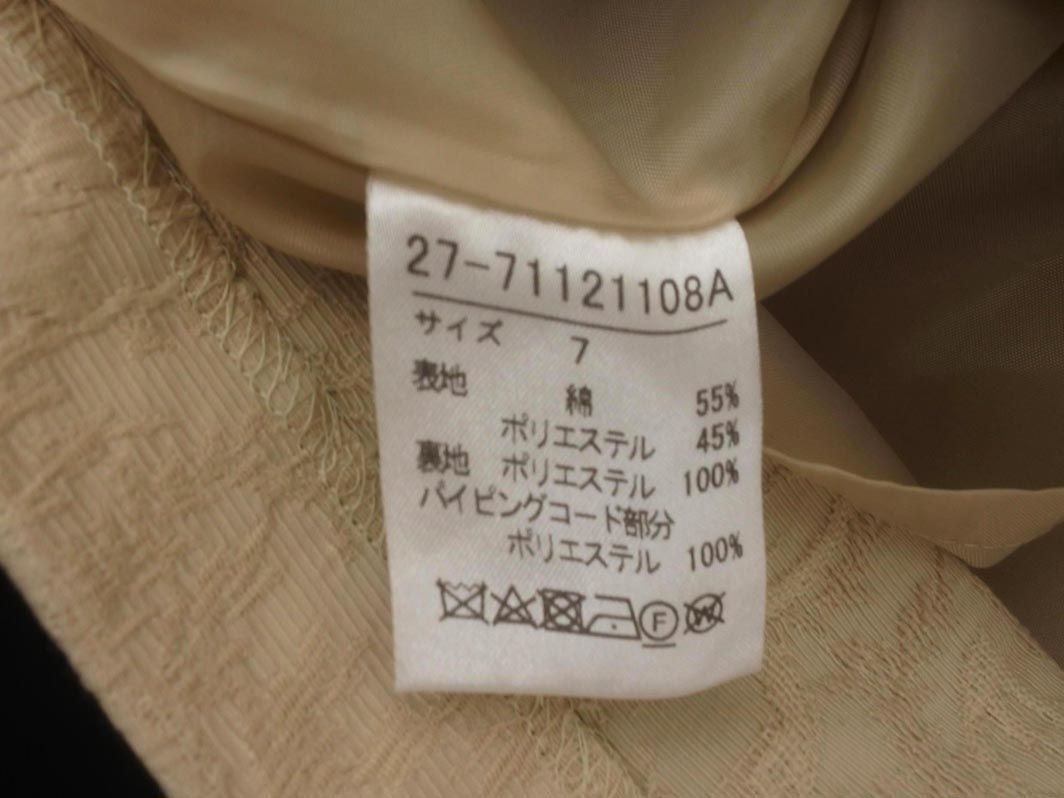 27-71121108A
サイズ 7
表地 綿 55%
ポリエステル 45%
裏地 ポリエステル 100%
パイピングコード部分
ポリエステル 100%
F W